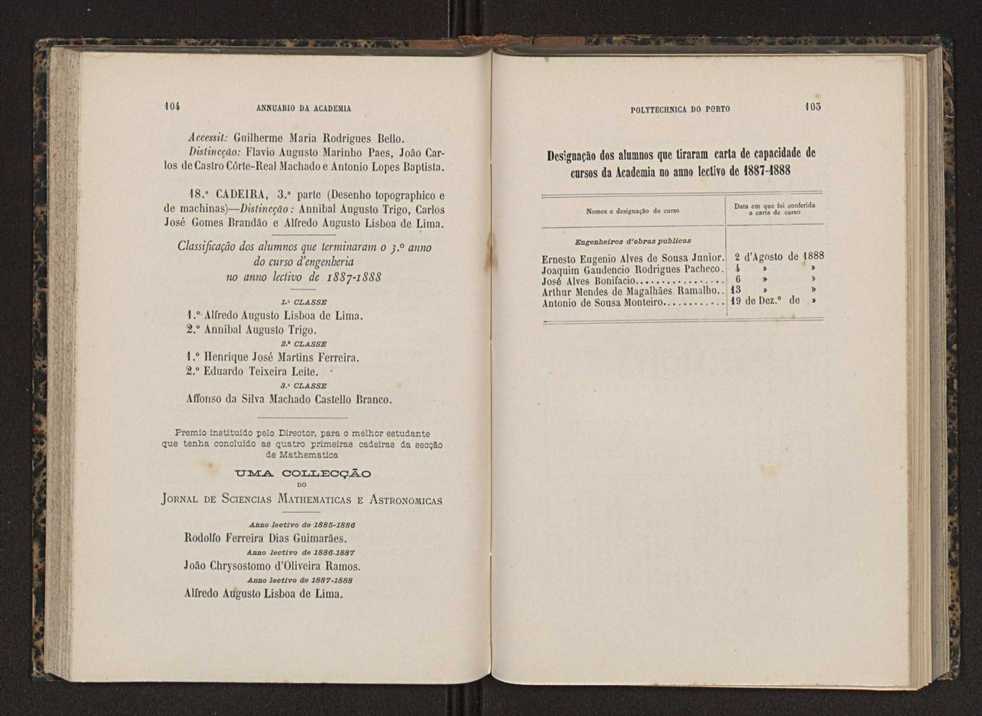 104 ANNUARIO DA ACADEMIA
Accessit: Guilherme Maria Rodrigues Bello.
Distincção: Flavio Augusto Marinho Paes, João Car-
los de Castro Côrte-Real Machado e Antonio Lopes Baptista.
18.ª CADEIRA, 3.ª parte (Desenho topographico e
de machinas)—Distincção: Annibal Augusto Trigo, Carlos
José Gomes Brandão e Alfredo Augusto Lisboa de Lima.
Classificação dos alumnos que terminaram o 3.º anno
do curso d'engenheria
no anno lectivo de 1887-1888
1.ª CLASSE
1.º Alfredo Augusto Lisboa de Lima.
2.º Annibal Augusto Trigo.
2.ª CLASSE
1.º Henrique José Martins Ferreira.
2.º Eduardo Teixeira Leite.
3.ª CLASSE
Affonso da Silva Machado Castello Branco.
Premio instituido pelo Director, para o melhor estudante
que tenha concluido as quatro primeiras cadeiras da secção
de Mathematica
UMA COLLECÇÃO
DO
JORNAL DE SCIENCIAS MATHEMATICAS E ASTRONOMICAS
Anno lectivo de 1885-1886
Rodolfo Ferreira Dias Guimarães.
Anno lectivo de 1886-1887
João Chrysostomo d'Oliveira Ramos.
Anno lectivo de 1887-1888
Alfredo Augusto Lisboa de Lima.
POLYTECHNICA DO PORTO 105
Designação dos alumnos que tiraram carta de capacidade de
cursos da Academia no anno lectivo de 1887-1888
Nomes e designação do curso
Data em que foi conferida
a carta de curso
Engenheiros d'obras publicas
Ernesto Eugenio Alves de Sousa Junior. 2 d'Agosto de 1888
Joaquim Gaudencio Rodrigues Pacheco. 4 » »
José Alves Bonifacio................ 6 » »
Arthur Mendes de Magalhães Ramalho.. 13 » »
Antonio de Sousa Monteiro........... 19 de Dez.º de »